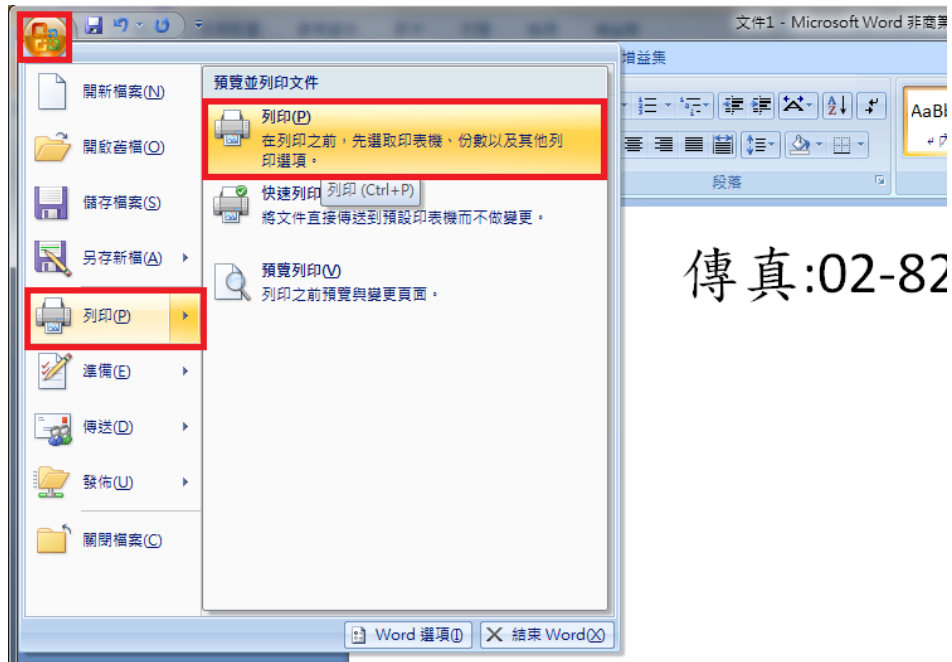 文件1 - Microsoft Word 非商業
增益集
開新檔案(N)
開啟舊檔(O)
儲存檔案(S)
另存新檔(A)
列印(P)
準備(E)
傳送(D)
發佈(U)
關閉檔案(C)
預覽並列印文件
列印(P)
在列印之前，先選取印表機、份數以及其他列
印選項。
快速列印
列印 (Ctrl+P)
將文件直接傳送到預設印表機而不做變更。
預覽列印(V)
列印之前預覽與變更頁面。
段落
傳真:02-82
Word 選項(I)
結束 Word(X)